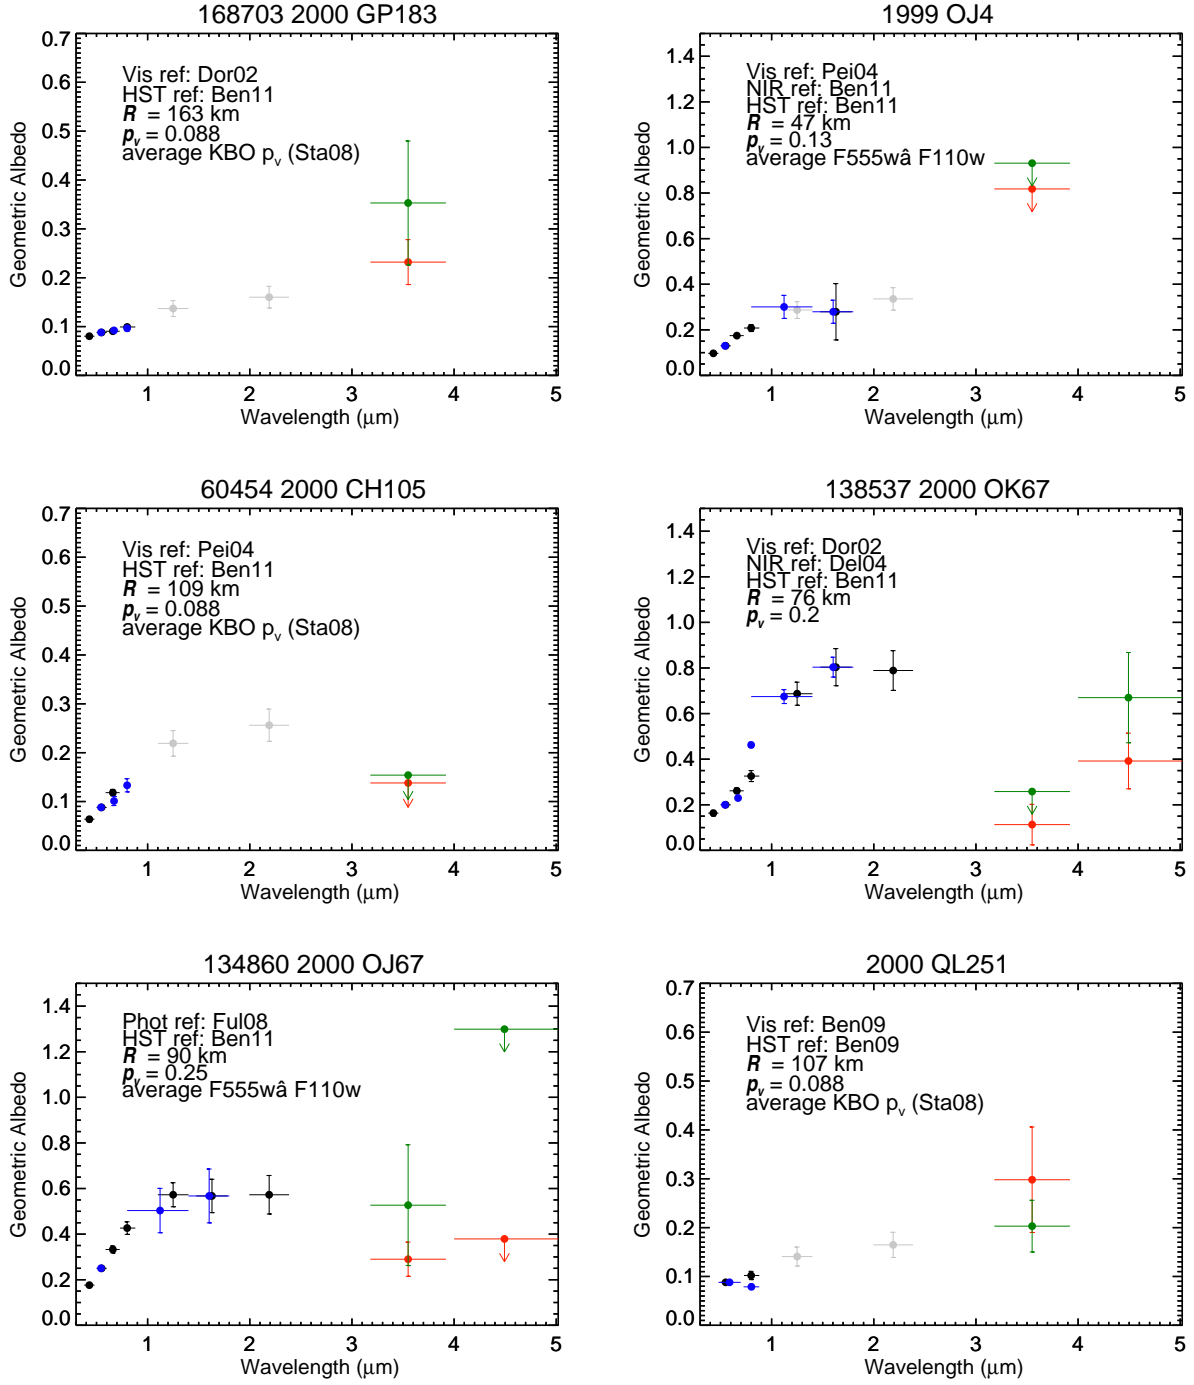 168703 2000 GP183
0.7
0.6
0.5
0.4
0.3
0.2
0.1
0.0
Geometric Albedo
Vis ref: Dor02
HST ref: Ben11
R = 163 km
pv = 0.088
average KBO pv (Sta08)
1 2 3 4 5
Wavelength (μm)
1999 OJ4
1.4
1.2
1.0
0.8
0.6
0.4
0.2
0.0
Geometric Albedo
Vis ref: Pei04
NIR ref: Ben11
HST ref: Ben11
R = 47 km
pv = 0.13
average F555wâ F110w
1 2 3 4 5
Wavelength (μm)
60454 2000 CH105
0.7
0.6
0.5
0.4
0.3
0.2
0.1
0.0
Geometric Albedo
Vis ref: Pei04
HST ref: Ben11
R = 109 km
pv = 0.088
average KBO pv (Sta08)
1 2 3 4 5
Wavelength (μm)
138537 2000 OK67
1.4
1.2
1.0
0.8
0.6
0.4
0.2
0.0
Geometric Albedo
Vis ref: Dor02
NIR ref: Del04
HST ref: Ben11
R = 76 km
pv = 0.2
1 2 3 4 5
Wavelength (μm)
134860 2000 OJ67
1.4
1.2
1.0
0.8
0.6
0.4
0.2
0.0
Geometric Albedo
Phot ref: Ful08
HST ref: Ben11
R = 90 km
pv = 0.25
average F555wâ F110w
1 2 3 4 5
Wavelength (μm)
2000 QL251
0.7
0.6
0.5
0.4
0.3
0.2
0.1
0.0
Geometric Albedo
Vis ref: Ben09
HST ref: Ben09
R = 107 km
pv = 0.088
average KBO pv (Sta08)
1 2 3 4 5
Wavelength (μm)